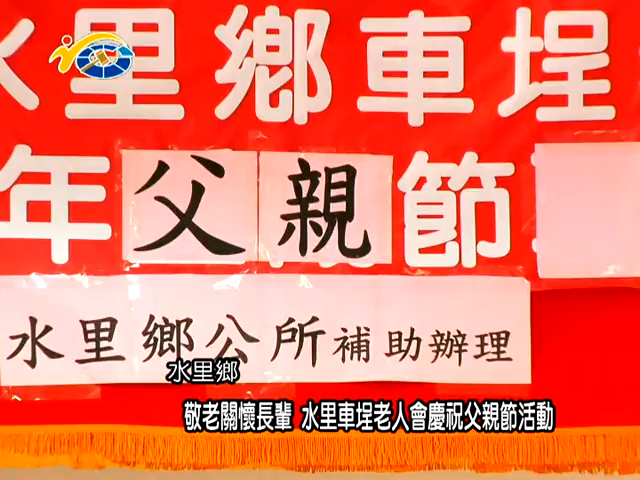 水里鄉車埕
年父親節
水里鄉公所補助辦理
水里鄉
敬老關懷長輩 水里車埕老人會慶祝父親節活動